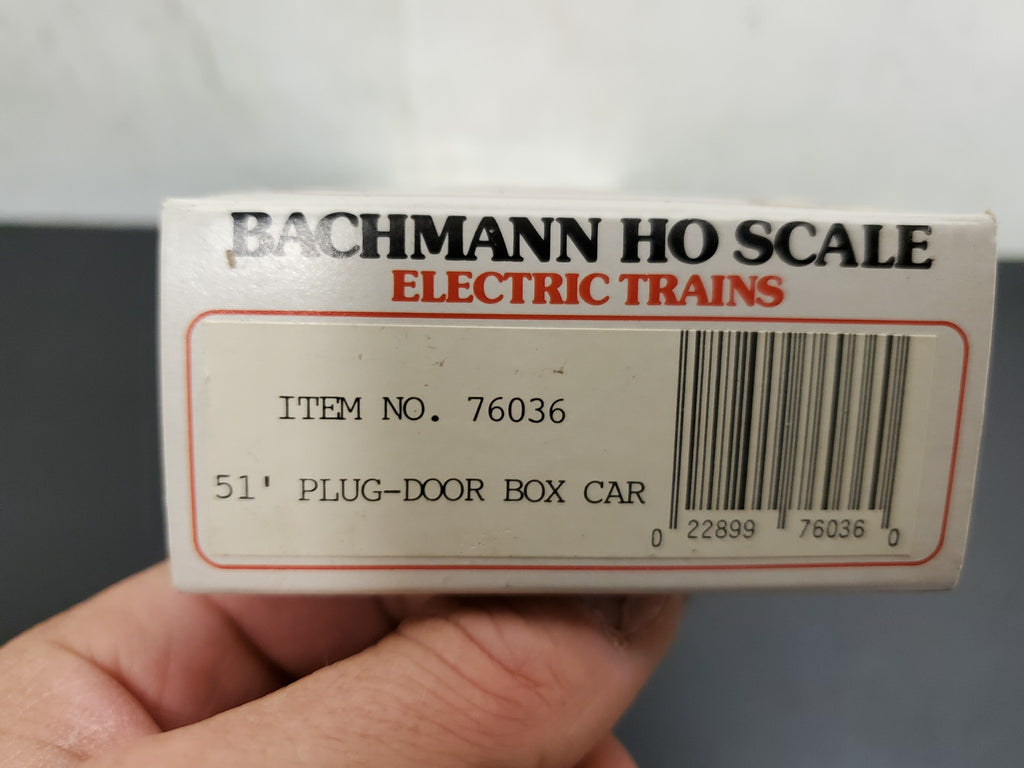 BACHMANN HO SCALE
ELECTRIC TRAINS
ITEM NO. 76036
51' PLUG-DOOR BOX CAR
0 22899 76036 0